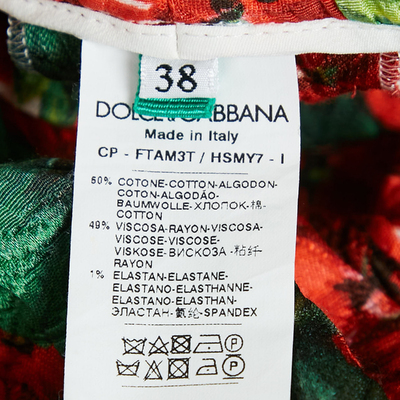 38
DOLCE & GABBANA
Made in Italy
CP - FTAM3T / HSMY7 - I
50% COTONE-COTTON-ALGODON-
COTON-ALGODÃO-
BAUMWOLLE-ХЛОПОК-棉-
COTTON
49% VISCOSA-RAYON-VISCOSA-
VISCOSE-VISCOSE-
VISKOSE-ВИСКОЗА-粘纤-
RAYON
1% ELASTAN-ELASTANE-
ELASTANO-ELASTHANNE-
ELASTANO-ELASTHAN-
ЭЛАСТАН-氨纶-SPANDEX